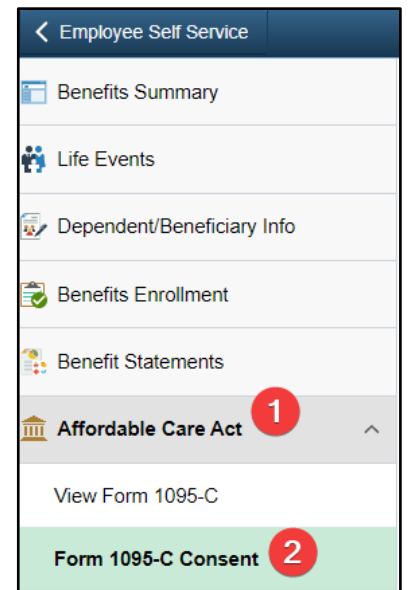 Employee Self Service
Benefits Summary
Life Events
Dependent/Beneficiary Info
Benefits Enrollment
Benefit Statements
Affordable Care Act 1
View Form 1095-C
Form 1095-C Consent 2